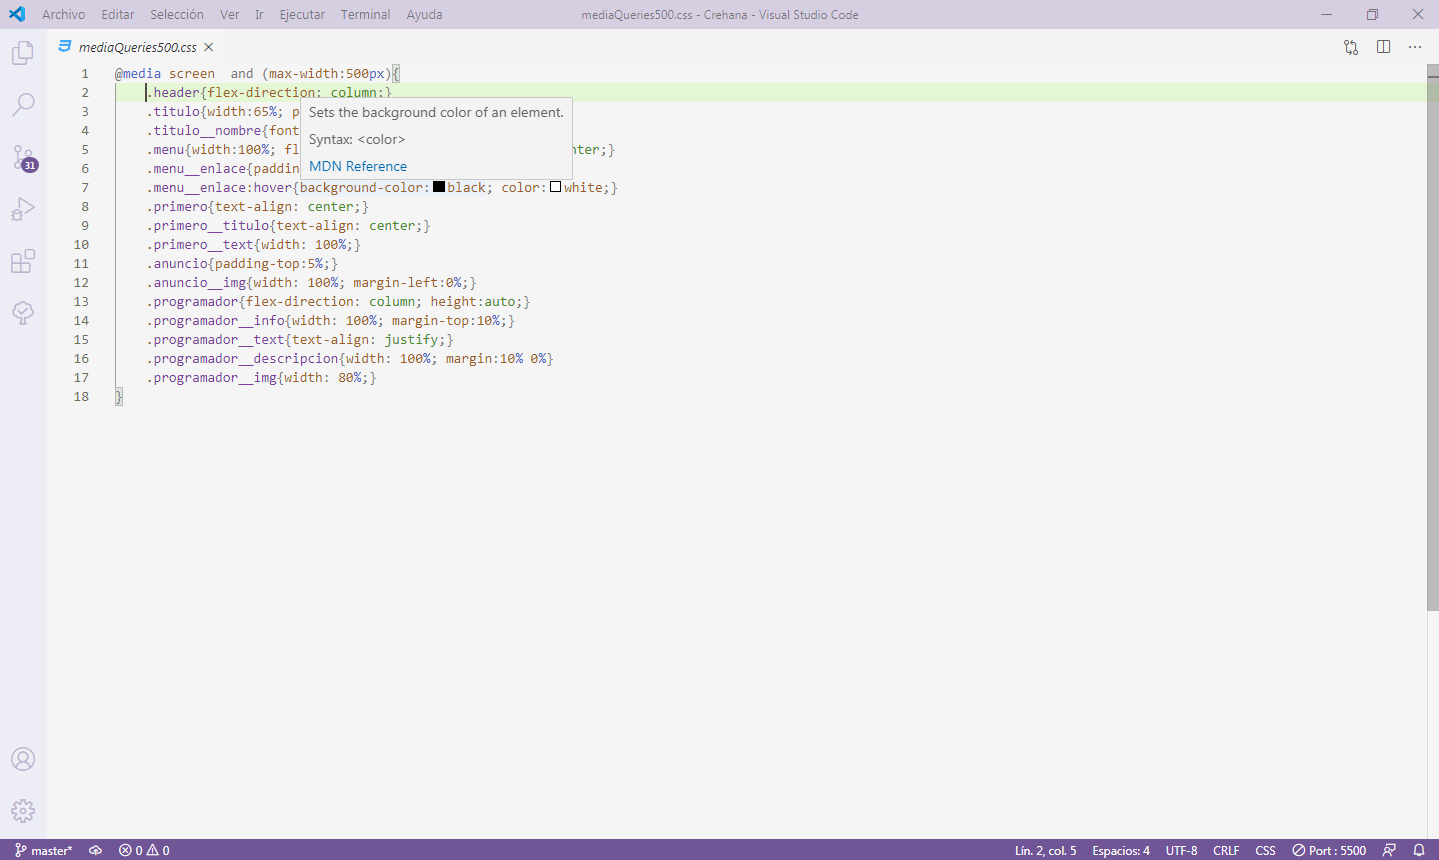 Archivo Editar Selección Ver Ir Ejecutar Terminal Ayuda mediaQueries500.css - Crehana - Visual Studio Code
mediaQueries500.css
1 @media screen  and (max-width:500px){
2 .header{flex-direction: column;}
3 .titulo{width:65%; p
4 .titulo__nombre{font
5 .menu{width:100%; fl nter;}
6 .menu__enlace{paddin
7 .menu__enlace:hover{background-color: black; color: white;}
8 .primero{text-align: center;}
9 .primero__titulo{text-align: center;}
10 .primero__text{width: 100%;}
11 .anuncio{padding-top:5%;}
12 .anuncio__img{width: 100%; margin-left:0%;}
13 .programador{flex-direction: column; height:auto;}
14 .programador__info{width: 100%; margin-top:10%;}
15 .programador__text{text-align: justify;}
16 .programador__descripcion{width: 100%; margin:10% 0%}
17 .programador__img{width: 80%;}
18 }
Sets the background color of an element.
Syntax: <color>
MDN Reference
31
master* 0 0 Lín. 2, col. 5 Espacios: 4 UTF-8 CRLF CSS Port : 5500